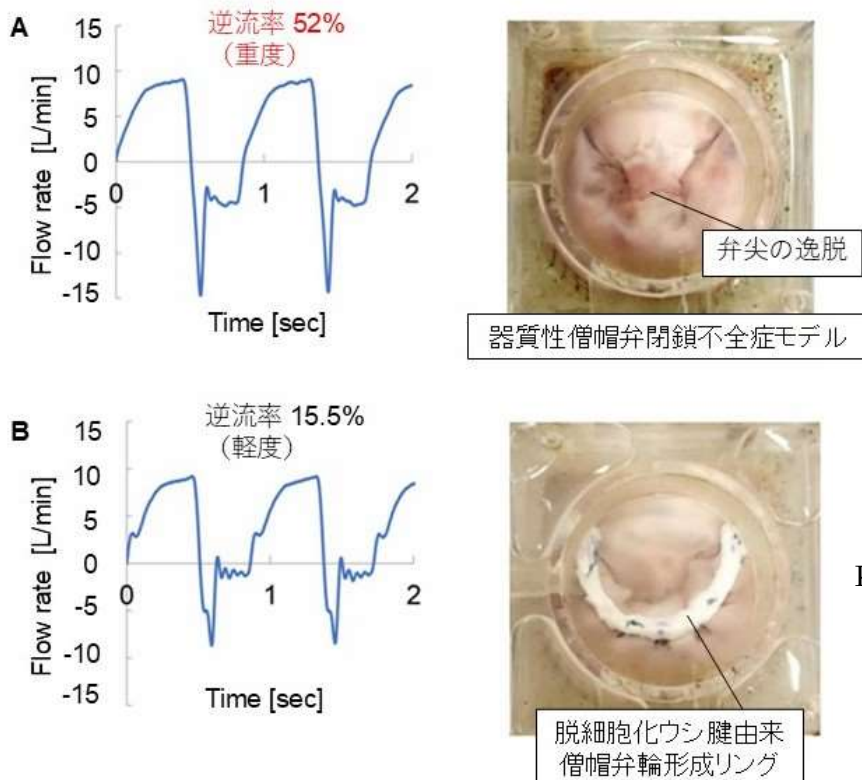 A
逆流率 52%
（重度）
15
10
5
0
-5
-10
-15
0
1
2
Flow rate [L/min]
Time [sec]
弁尖の逸脱
器質性僧帽弁閉鎖不全症モデル
B
逆流率 15.5%
（軽度）
15
10
5
0
-5
-10
-15
0
1
2
Flow rate [L/min]
Time [sec]
脱細胞化ウシ腱由来
僧帽弁輪形成リング